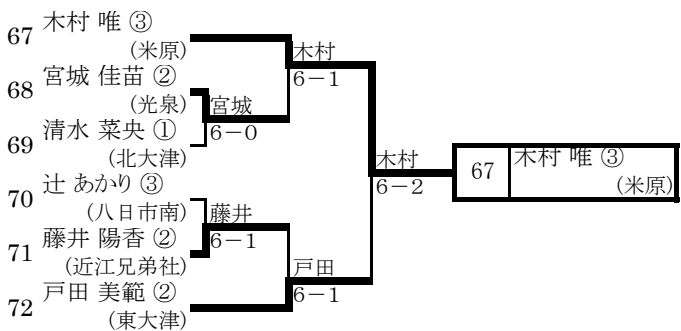 67 木村 唯 ③
(米原)
木村
6-1
68 宮城 佳苗 ②
(光泉)
宮城
6-0
69 清水 菜央 ①
(北大津)
木村
6-2
67 木村 唯 ③
(米原)
70 辻 あかり ③
(八日市南)
藤井
6-1
71 藤井 陽香 ②
(近江兄弟社)
戸田
6-1
72 戸田 美範 ②
(東大津)